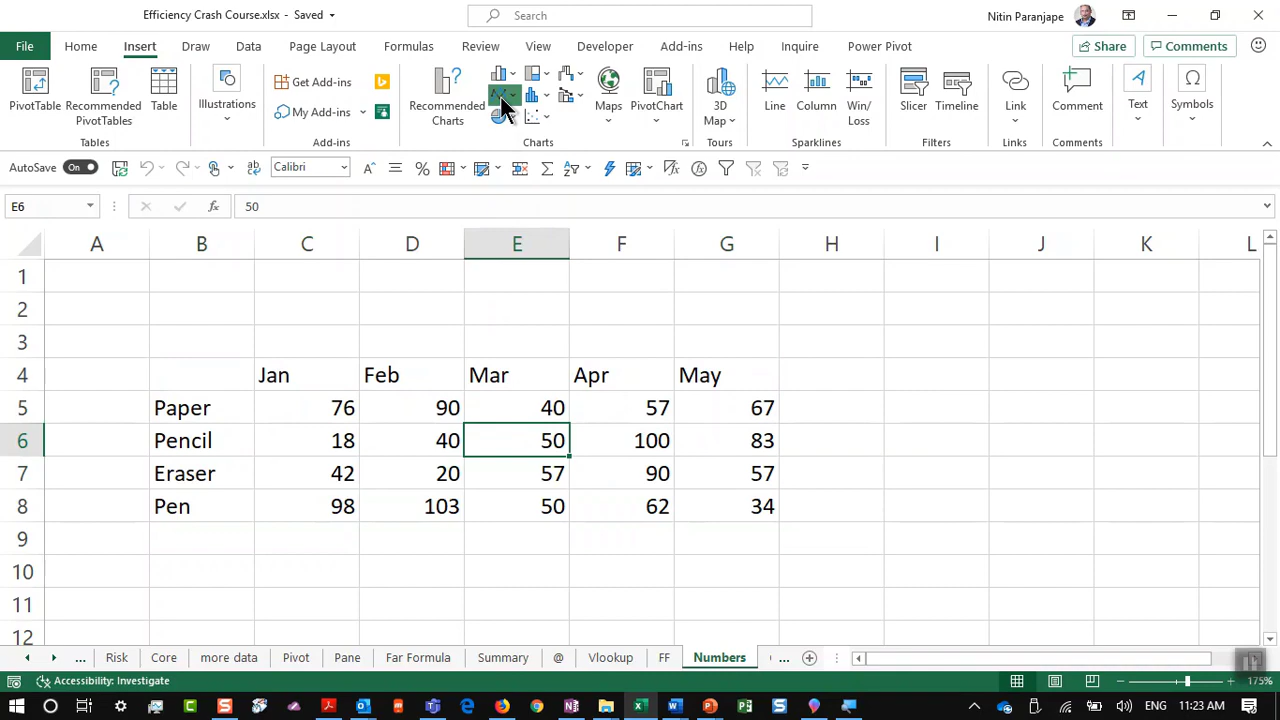 Efficiency Crash Course.xlsx - Saved
Search
Nitin Paranjape
File Home Insert Draw Data Page Layout Formulas Review View Developer Add-ins Help Inquire Power Pivot Share Comments
PivotTable
Recommended PivotTables
Table
Illustrations
Get Add-ins
My Add-ins
Recommended Charts
Maps
PivotChart
3D Map
Line
Column
Win/ Loss
Slicer
Timeline
Link
Comment
Text
Symbols
Tables Add-ins Charts Tours Sparklines Filters Links Comments
AutoSave On Calibri
E6 50
A B C D E F G H I J K L
1
2
3
4 Jan Feb Mar Apr May
5 Paper 76 90 40 57 67
6 Pencil 18 40 50 100 83
7 Eraser 42 20 57 90 57
8 Pen 98 103 50 62 34
9
10
11
12
... Risk Core more data Pivot Pane Far Formula Summary @ Vlookup FF Numbers ...
Accessibility: Investigate 175%
ENG 11:23 AM